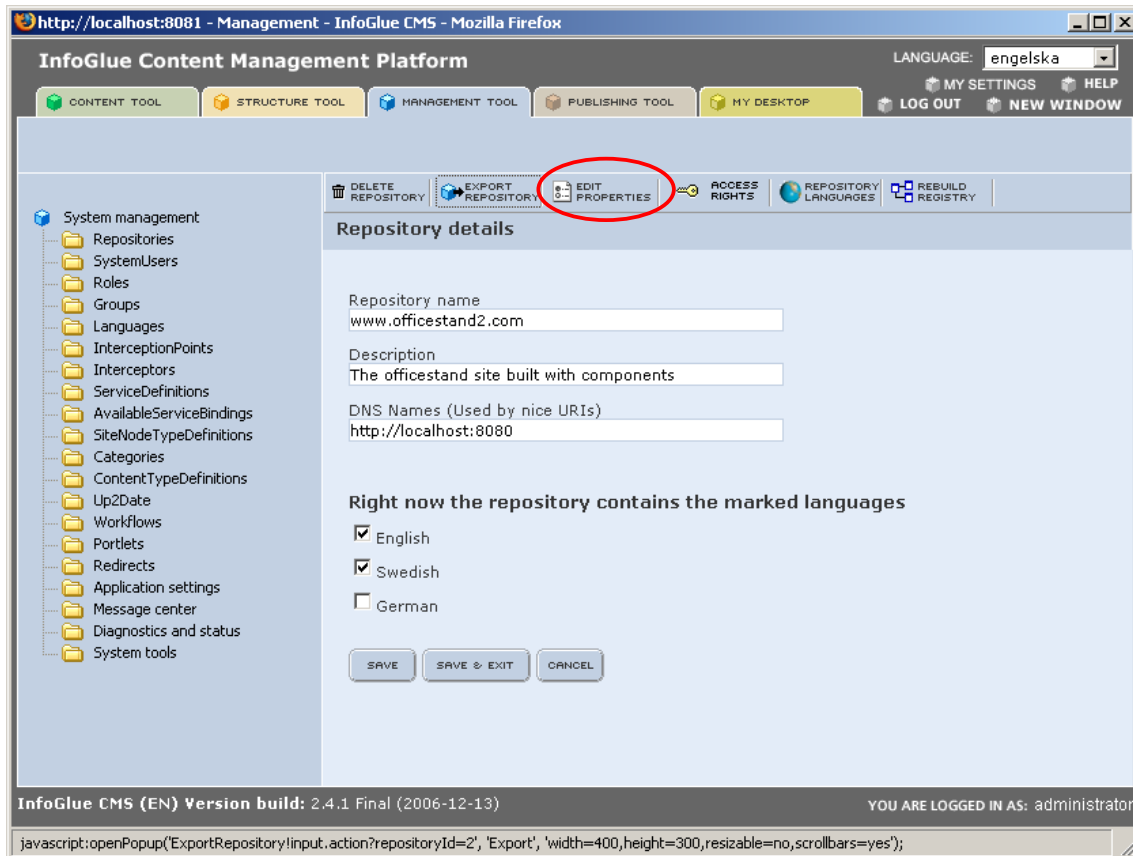 http://localhost:8081 - Management - InfoGlue CMS - Mozilla Firefox
InfoGlue Content Management Platform
LANGUAGE: engelska
MY SETTINGS HELP
LOG OUT NEW WINDOW
CONTENT TOOL STRUCTURE TOOL MANAGEMENT TOOL PUBLISHING TOOL MY DESKTOP
DELETE REPOSITORY EXPORT REPOSITORY EDIT PROPERTIES ACCESS RIGHTS REPOSITORY LANGUAGES REBUILD REGISTRY
System management
Repositories
SystemUsers
Roles
Groups
Languages
InterceptionPoints
Interceptors
ServiceDefinitions
AvailableServiceBindings
SiteNodeTypeDefinitions
Categories
ContentTypeDefinitions
Up2Date
Workflows
Portlets
Redirects
Application settings
Message center
Diagnostics and status
System tools
Repository details
Repository name
www.officestand2.com
Description
The officestand site built with components
DNS Names (Used by nice URIs)
http://localhost:8080
Right now the repository contains the marked languages
English
Swedish
German
SAVE SAVE & EXIT CANCEL
InfoGlue CMS (EN) Version build: 2.4.1 Final (2006-12-13)
YOU ARE LOGGED IN AS: administrator
javascript:openPopup('ExportRepository!input.action?repositoryId=2', 'Export', 'width=400,height=300,resizable=no,scrollbars=yes');